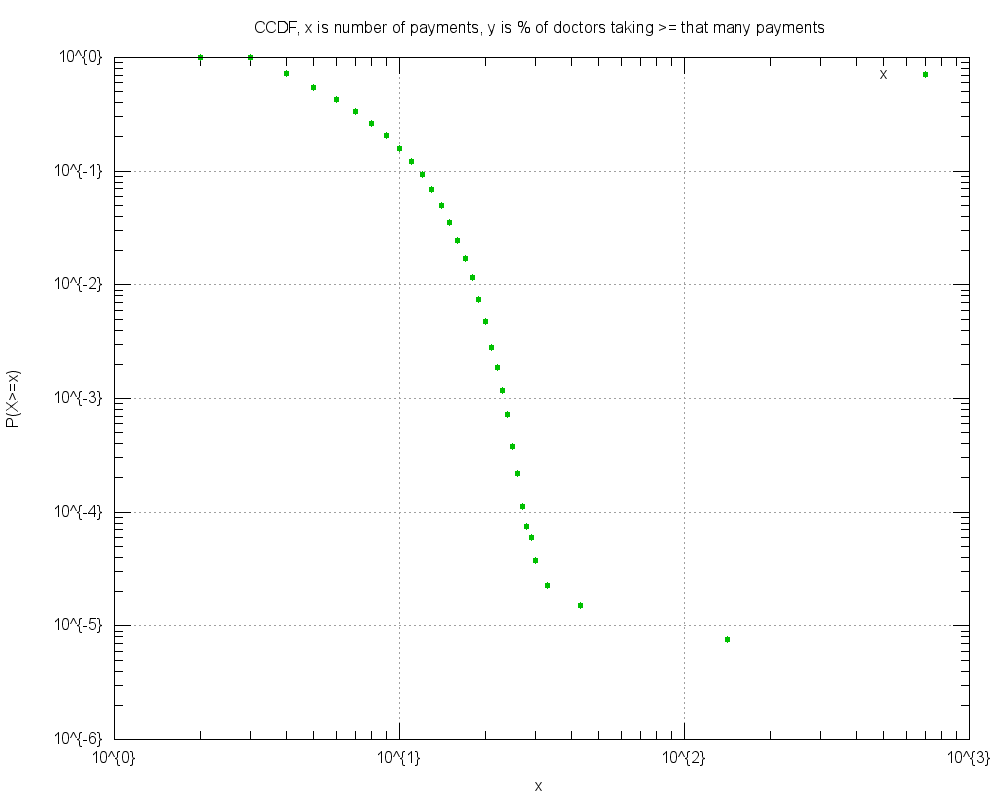 CCDF, x is number of payments, y is % of doctors taking >= that many payments
10^{0}
x
10^{-1}
10^{-2}
10^{-3}
P(X>=x)
10^{-4}
10^{-5}
10^{-6}
10^{0}
10^{1}
10^{2}
10^{3}
x